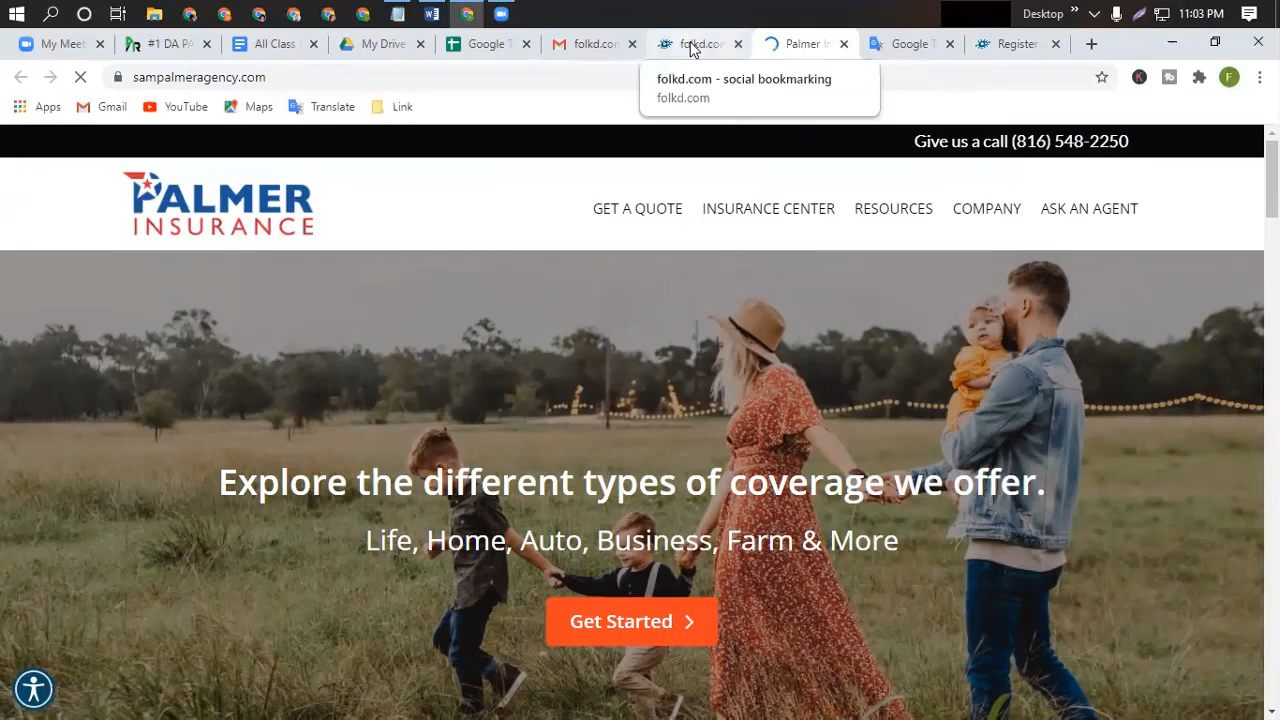 Desktop
11:03 PM
My Meet
#1 DA PA
All Class
My Drive
Google T
folkd.com
folkd.com
Palmer In
Google T
Register
sampalmeragency.com
folkd.com - social bookmarking
folkd.com
Apps
Gmail
YouTube
Maps
Translate
Link
Give us a call (816) 548-2250
PALMER
INSURANCE
GET A QUOTE
INSURANCE CENTER
RESOURCES
COMPANY
ASK AN AGENT
Explore the different types of coverage we offer.
Life, Home, Auto, Business, Farm & More
Get Started